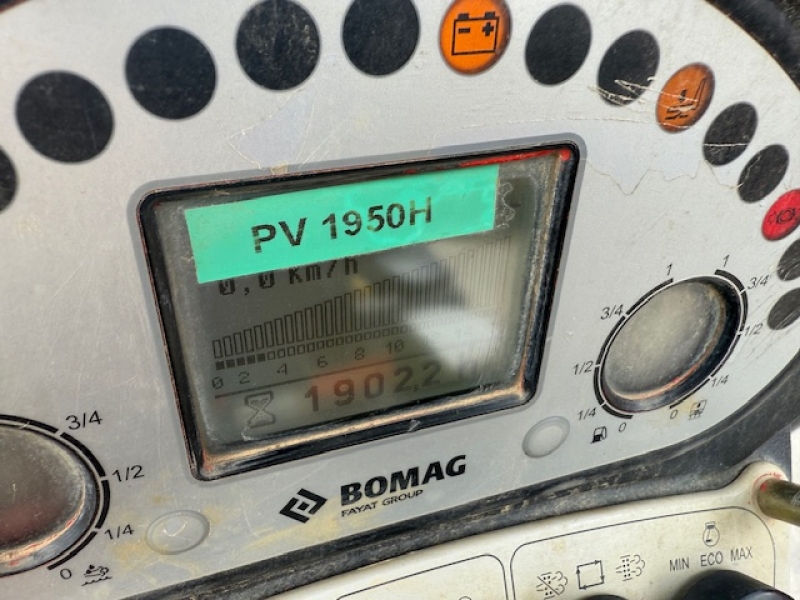 PV 1950H
0,0 km/h
0 2 4 6 8 10
1902,2
BOMAG
FAYAT GROUP
3/4
1/2
1/4
0
1
3/4
1/2
1/4
0
1
3/4
1/2
1/4
0
MIN ECO MAX